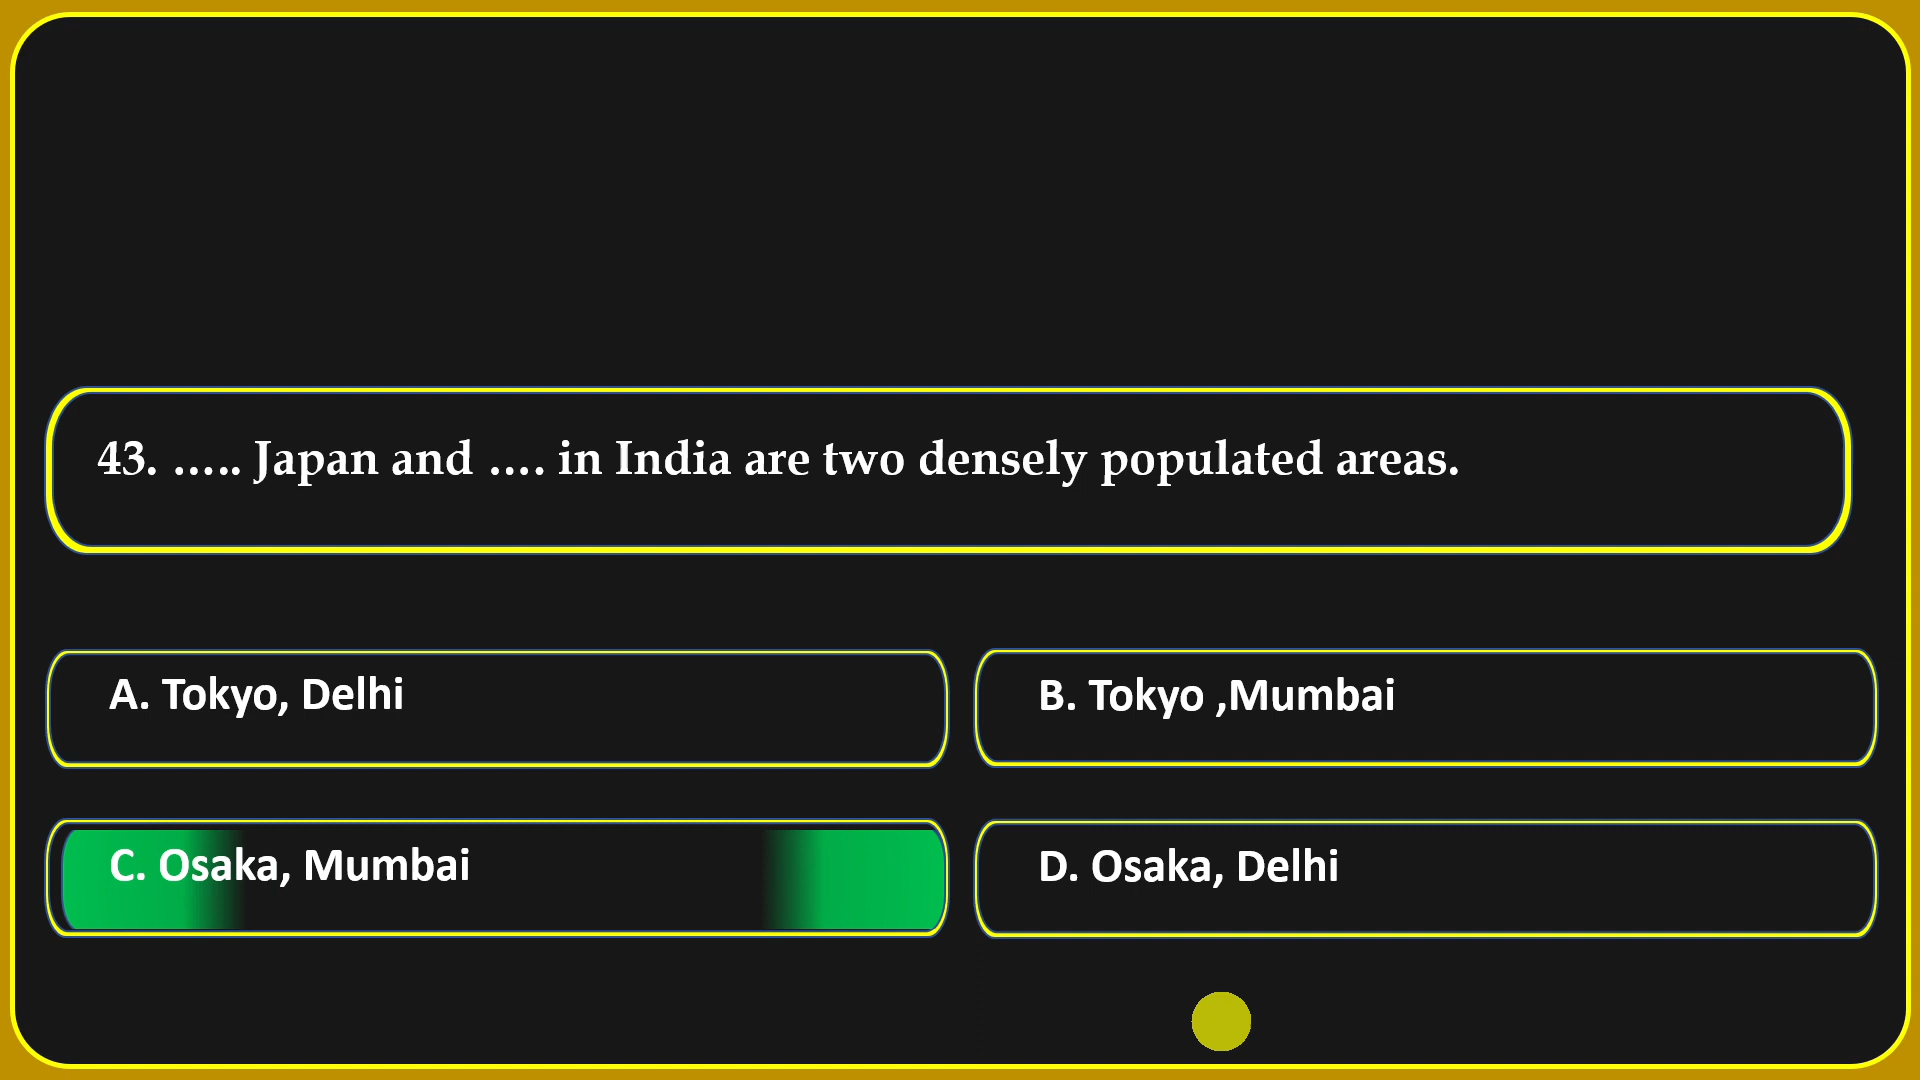 43. ..... Japan and .... in India are two densely populated areas.
A. Tokyo, Delhi
B. Tokyo ,Mumbai
C. Osaka, Mumbai
D. Osaka, Delhi